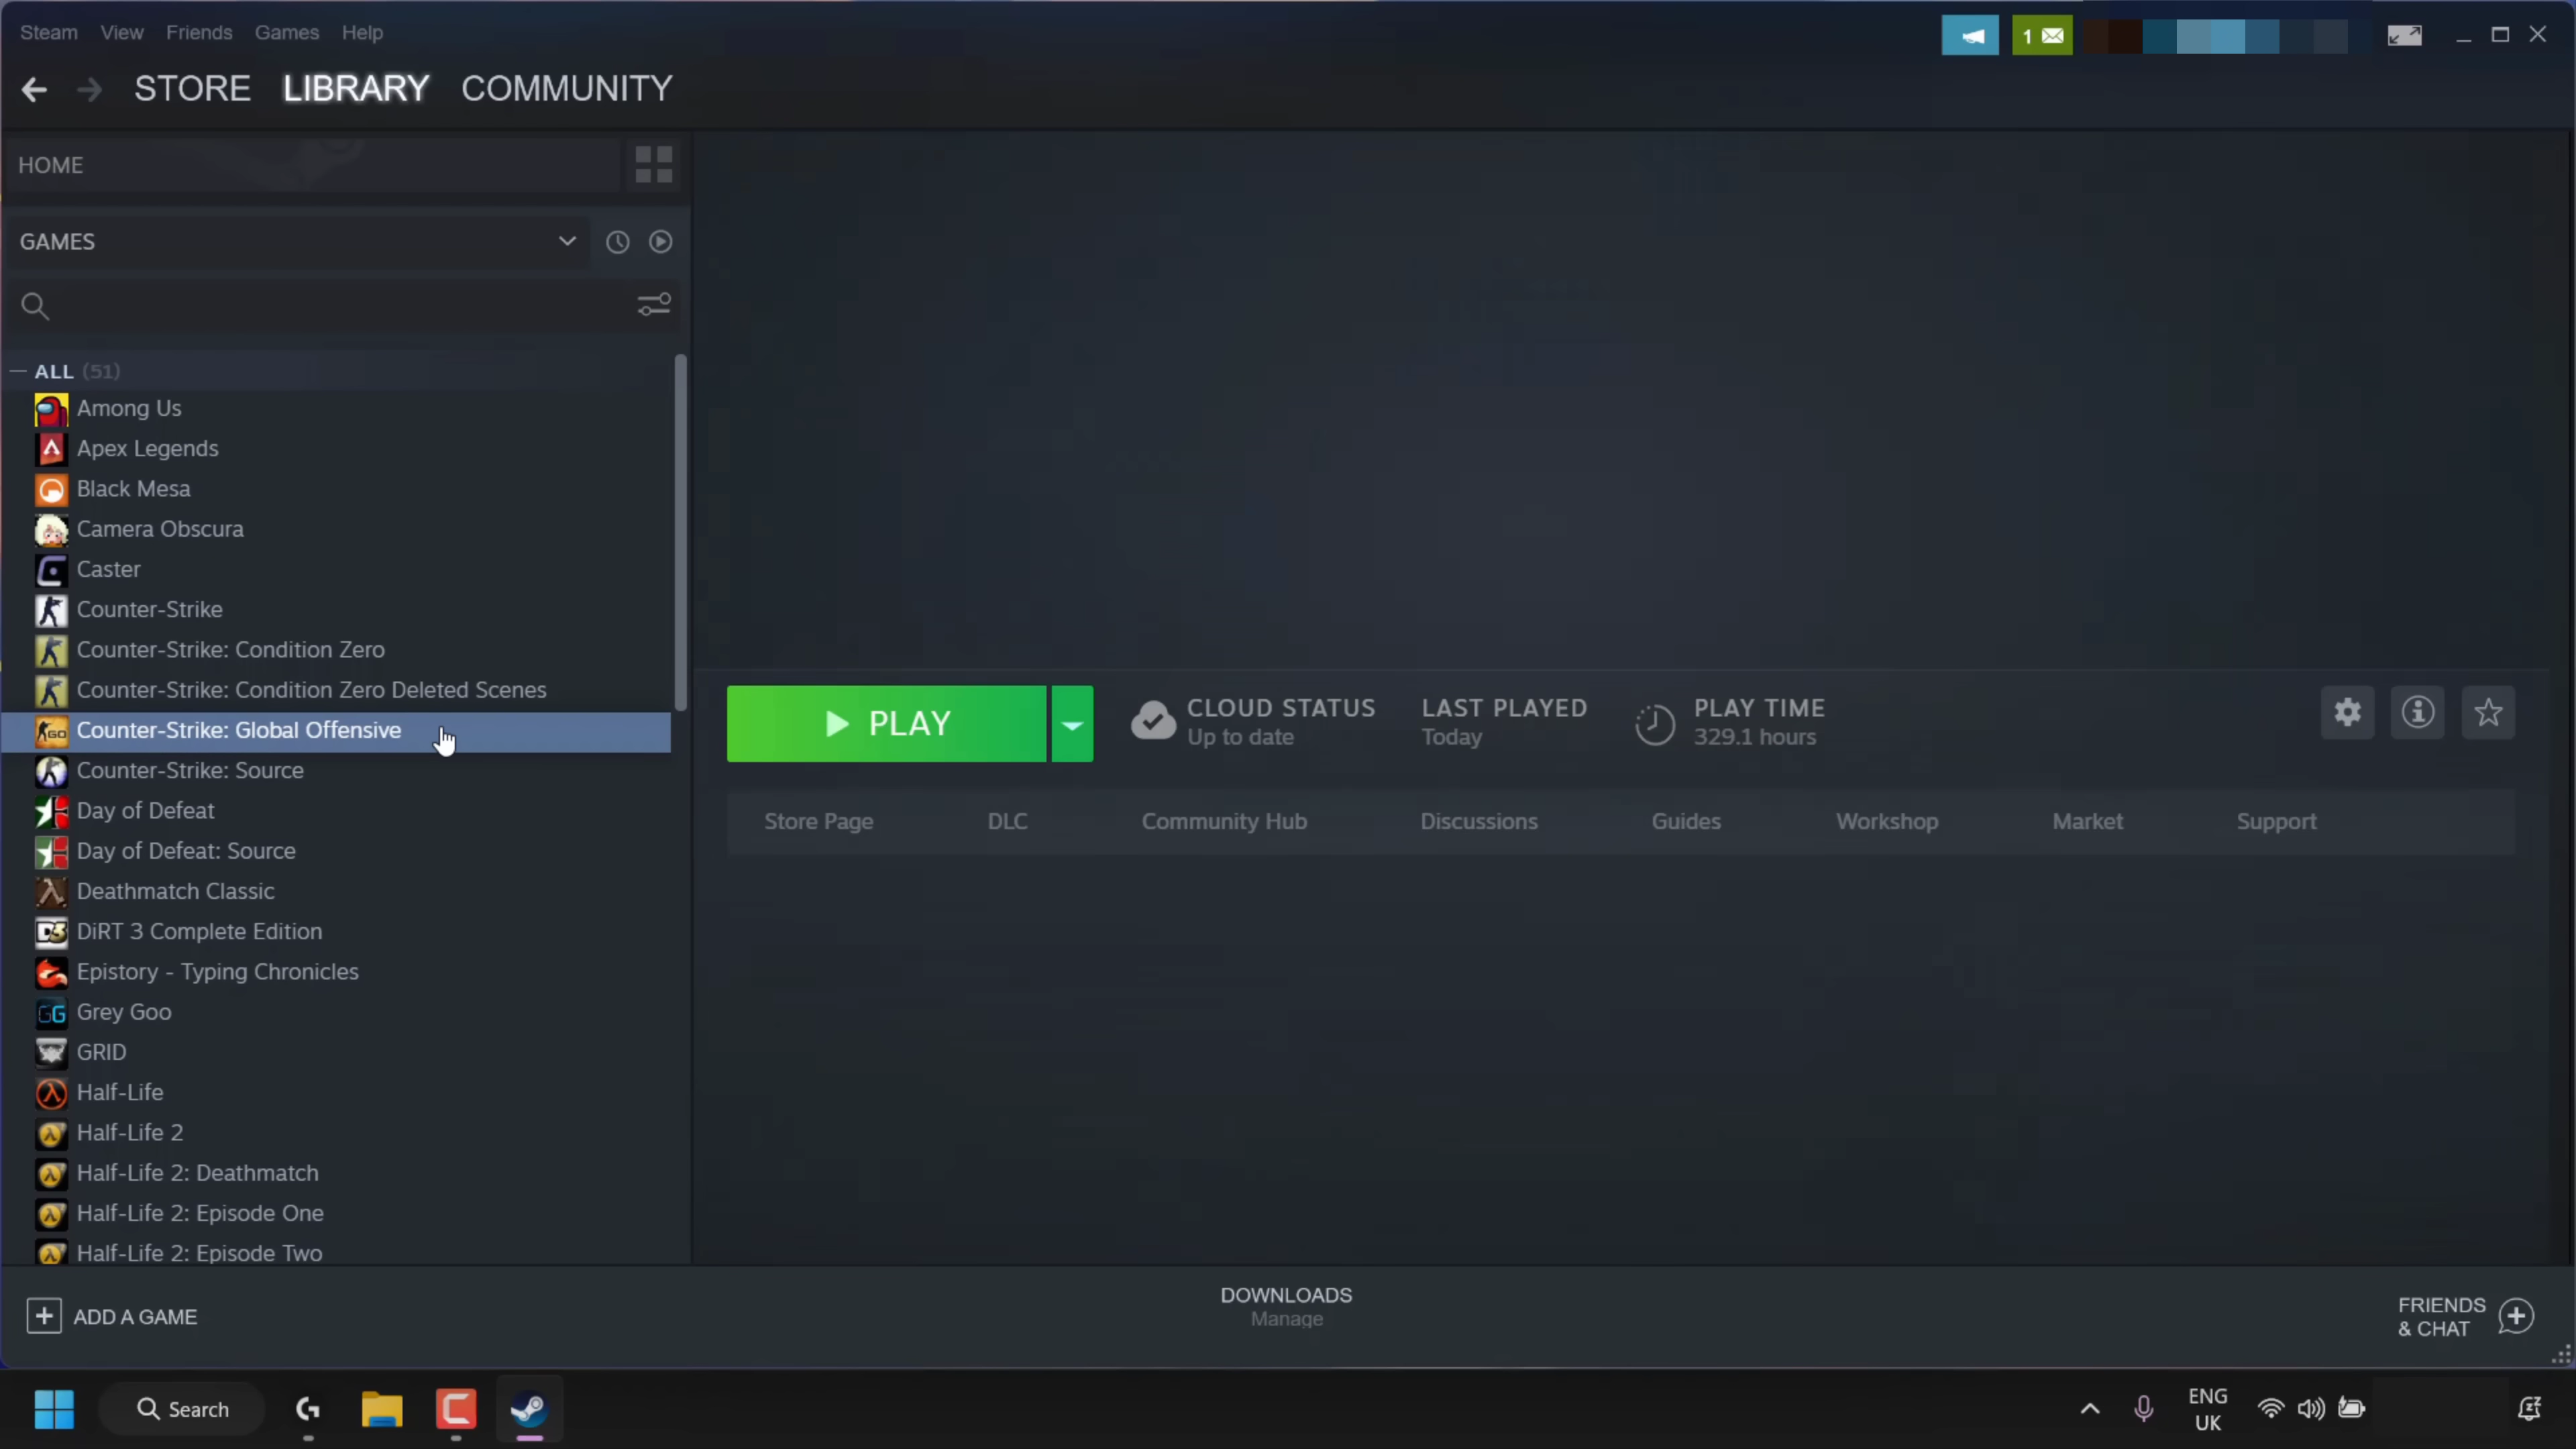 Steam View Friends Games Help
1
STORE LIBRARY COMMUNITY
HOME
GAMES
ALL (51)
Among Us
Apex Legends
Black Mesa
Camera Obscura
Caster
Counter-Strike
Counter-Strike: Condition Zero
Counter-Strike: Condition Zero Deleted Scenes
Counter-Strike: Global Offensive
Counter-Strike: Source
Day of Defeat
Day of Defeat: Source
Deathmatch Classic
DiRT 3 Complete Edition
Epistory - Typing Chronicles
Grey Goo
GRID
Half-Life
Half-Life 2
Half-Life 2: Deathmatch
Half-Life 2: Episode One
Half-Life 2: Episode Two
PLAY
CLOUD STATUS
Up to date
LAST PLAYED
Today
PLAY TIME
329.1 hours
Store Page DLC Community Hub Discussions Guides Workshop Market Support
ADD A GAME
DOWNLOADS
Manage
FRIENDS
& CHAT
Search
ENG
UK